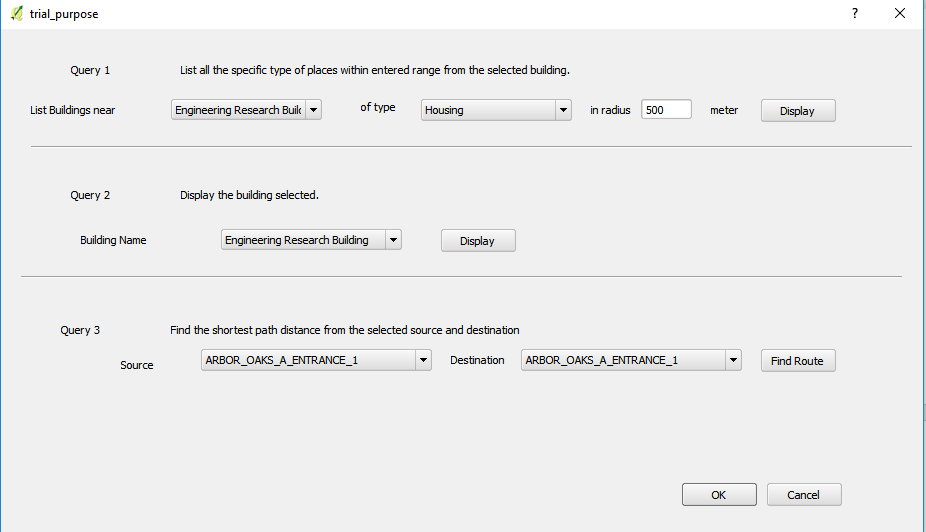 trial_purpose ?
Query 1 List all the specific type of places within entered range from the selected building.
List Buildings near Engineering Research Buil of type Housing in radius 500 meter Display
Query 2 Display the building selected.
Building Name Engineering Research Building Display
Query 3 Find the shortest path distance from the selected source and destination
Source ARBOR_OAKS_A_ENTRANCE_1 Destination ARBOR_OAKS_A_ENTRANCE_1 Find Route
OK Cancel